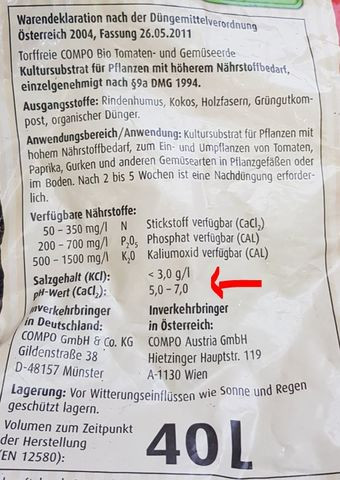 Warendeklaration nach der Düngemittelverordnung
Österreich 2004, Fassung 26.05.2011
Torffreie COMPO Bio Tomaten- und Gemüseerde
Kultursubstrat für Pflanzen mit höherem Nährstoffbedarf,
einzelgenehmigt nach §9a DMG 1994.
Ausgangsstoffe: Rindenhumus, Kokos, Holzfasern, Grüngutkom-
post, organischer Dünger.
Anwendungsbereich/Anwendung: Kultursubstrat für Pflanzen mit
hohem Nährstoffbedarf, zum Ein- und Umpflanzen von Tomaten,
Paprika, Gurken und anderen Gemüsearten in Pflanzgefäßen oder
im Boden. Nach 2 bis 5 Wochen ist eine Nachdüngung erforder-
lich.
Verfügbare Nährstoffe:
50 – 350 mg/l N Stickstoff verfügbar (CaCl₂)
200 – 700 mg/l P₂O₅ Phosphat verfügbar (CAL)
500 – 1500 mg/l K₂O Kaliumoxid verfügbar (CAL)
Salzgehalt (KCl): < 3,0 g/l
pH-Wert (CaCl₂): 5,0 – 7,0
Inverkehrbringer
in Deutschland:
COMPO GmbH & Co. KG
Gildenstraße 38
D-48157 Münster
Inverkehrbringer
in Österreich:
COMPO Austria GmbH
Hietzinger Hauptstr. 119
A-1130 Wien
Lagerung: Vor Witterungseinflüssen wie Sonne und Regen
geschützt lagern.
Volumen zum Zeitpunkt
der Herstellung
(EN 12580):
40L